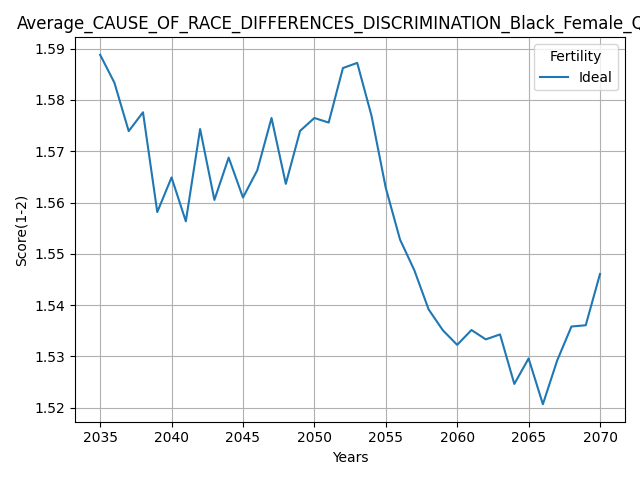 Average_CAUSE_OF_RACE_DIFFERENCES_DISCRIMINATION_Black_Female_Q
Fertility
Ideal
Score(1-2)
1.59
1.58
1.57
1.56
1.55
1.54
1.53
1.52
2035 2040 2045 2050 2055 2060 2065 2070
Years